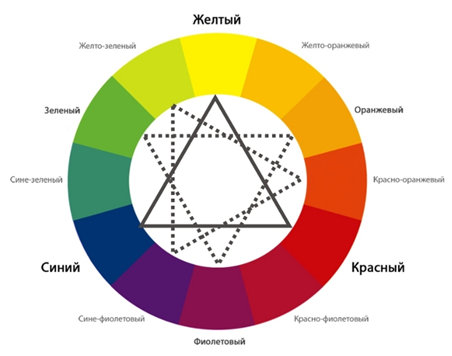 Желтый
Желто-зеленый
Желто-оранжевый
Зеленый
Оранжевый
Сине-зеленый
Красно-оранжевый
Синий
Красный
Сине-фиолетовый
Красно-фиолетовый
Фиолетовый